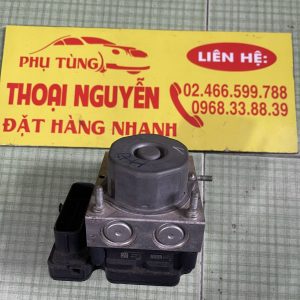 PHỤ TÙNG
LIÊN HỆ:
THOẠI NGUYỄN
02.466.599.788
0968.33.88.39
ĐẶT HÀNG NHANH